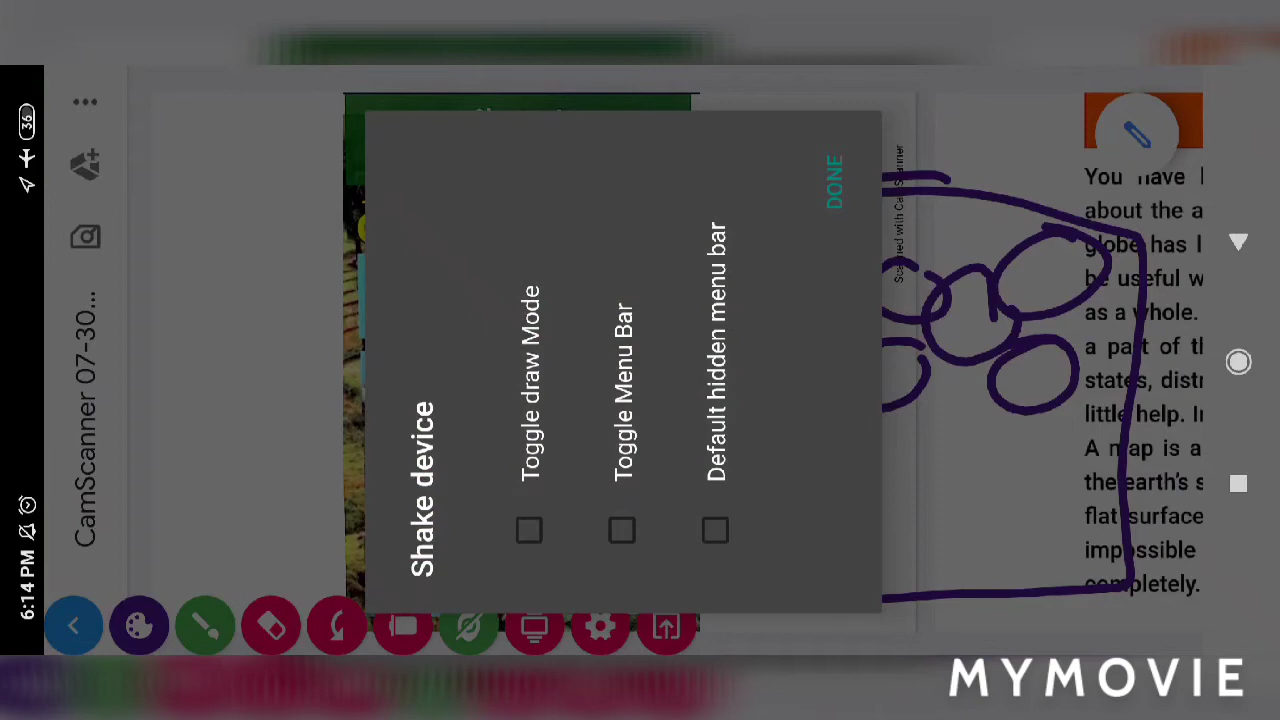 6:14 PM
36
CamScanner 07-30...
Shake device
Toggle draw Mode
Toggle Menu Bar
Default hidden menu bar
DONE
You have
about the a
globe has
be useful w
as a whole.
a part of
states, distr
little help.
A map is a
the earth's s
flat surface
impossible
completely.
MYMOVIE